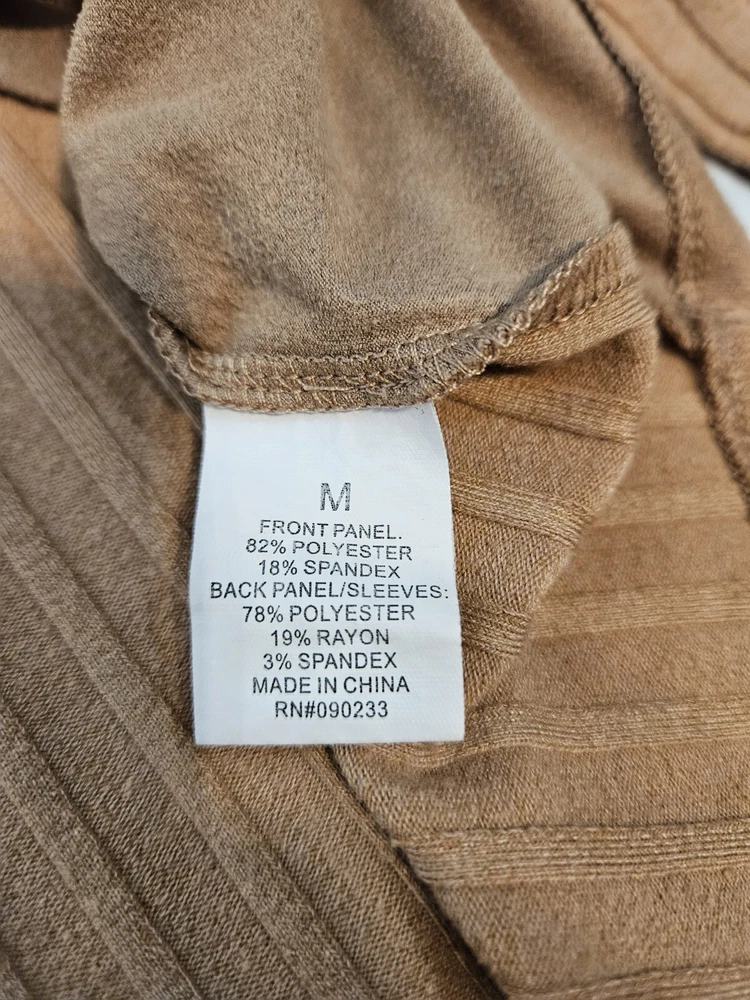 M
FRONT PANEL.
82% POLYESTER
18% SPANDEX
BACK PANEL/SLEEVES:
78% POLYESTER
19% RAYON
3% SPANDEX
MADE IN CHINA
RN#090233